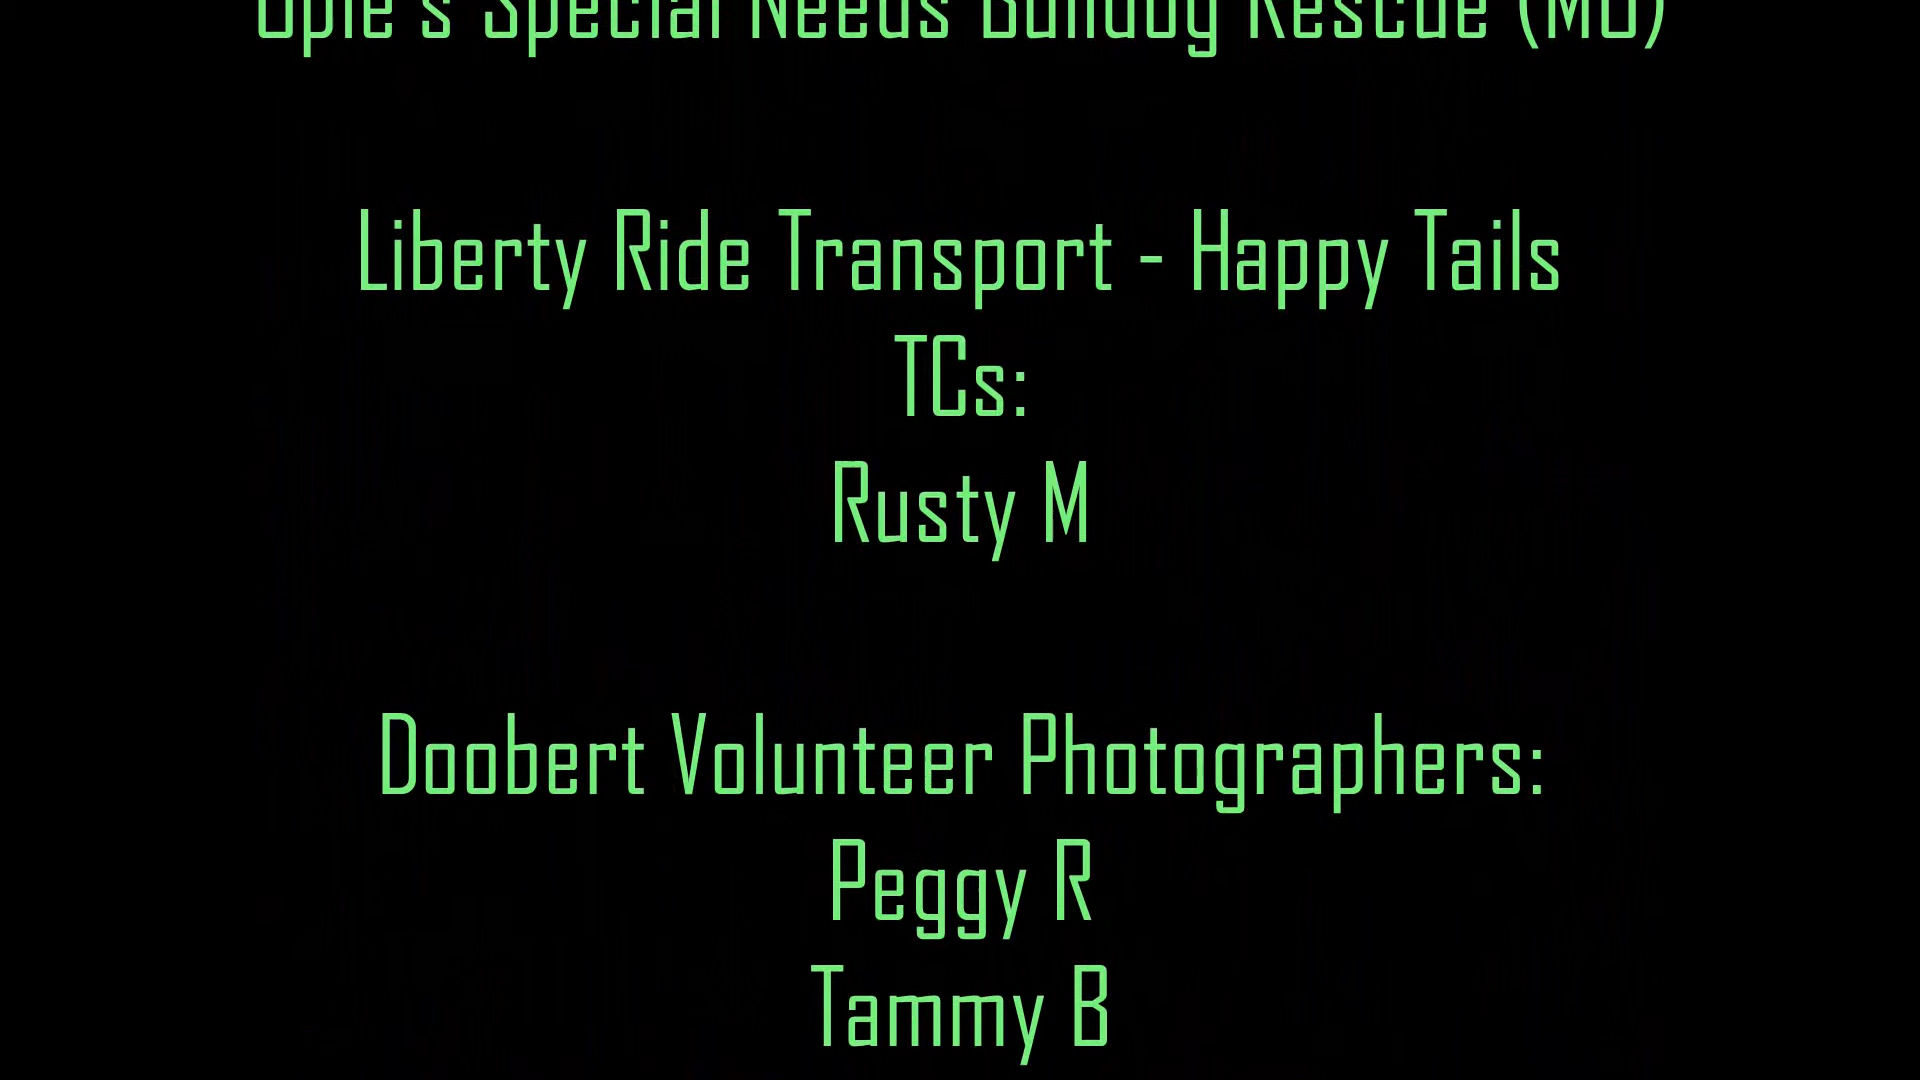 Opie's Special Needs Bulldog Rescue (MO)
Liberty Ride Transport - Happy Tails
TCs:
Rusty M
Doobert Volunteer Photographers:
Peggy R
Tammy B